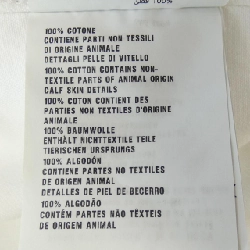 100%
100% COTONE
CONTIENE PARTI NON TESSILI
DI ORIGINE ANIMALE
DETTAGLI PELLE DI VITELLO
100% COTTON CONTAINS NON-
TEXTILE PARTS OF ANIMAL ORIGIN
CALF SKIN DETAILS
100% COTON CONTIENT DES
PARTIES NON TEXTILES D'ORIGINE
ANIMALE
100% BAUMWOLLE
ENTHÄLT NICHTTEXTILE TEILE
TIERISCHEN URSPRUNGS
100% ALGODÓN
CONTIENE PARTES NO TEXTILES
DE ORIGEN ANIMAL
DETALLES DE PIEL DE BECERRO
100% ALGODÃO
CONTÊM PARTES NÃO TÊXTEIS
DE ORIGEM ANIMAL